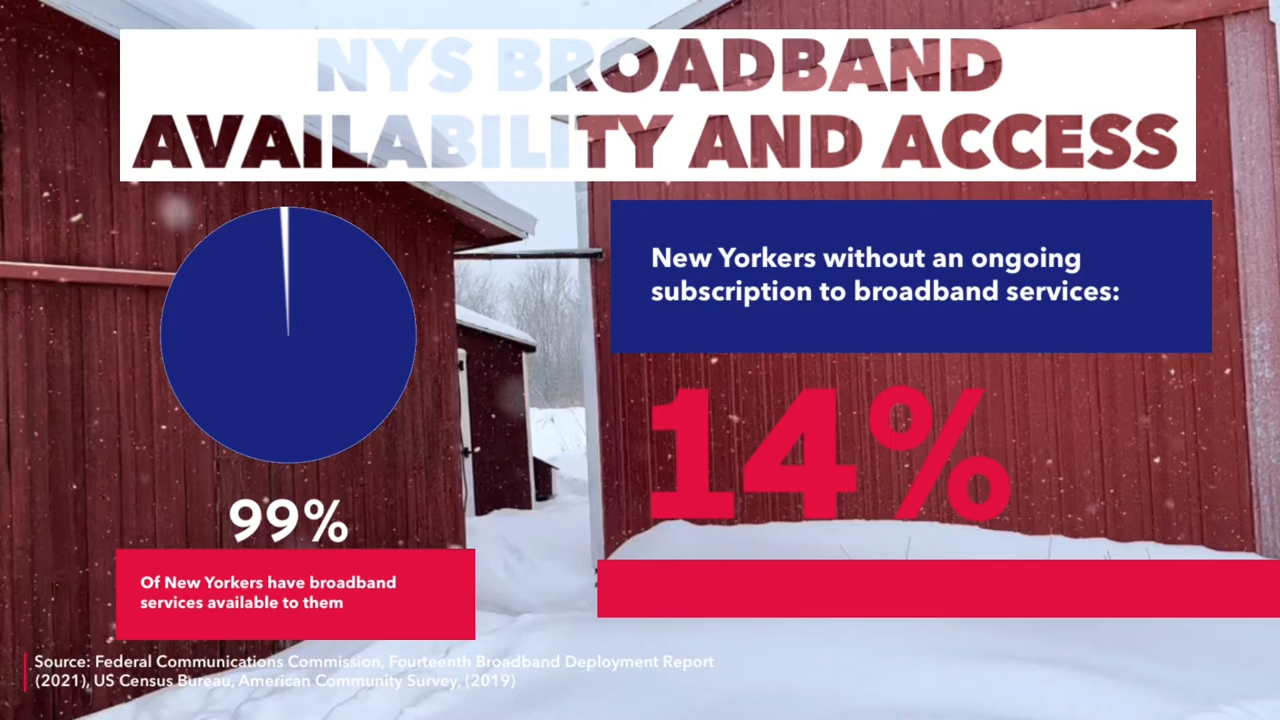 NYS BROADBAND
AVAILABILITY AND ACCESS
New Yorkers without an ongoing
subscription to broadband services:
14%
99%
Of New Yorkers have broadband
services available to them
Source: Federal Communications Commission, Fourteenth Broadband Deployment Report
(2021), US Census Bureau, American Community Survey, (2019)